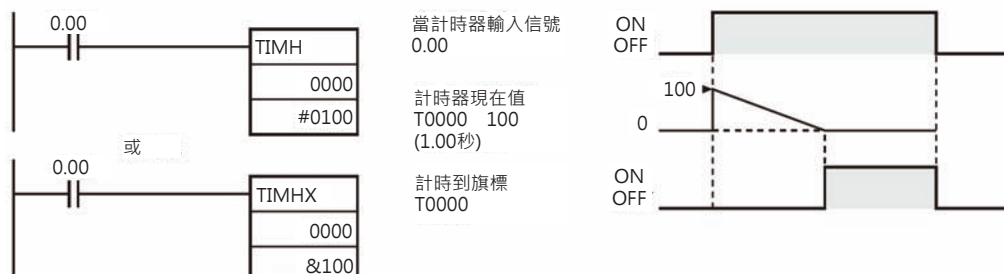 0.00
TIMH
0000
#0100
或
0.00
TIMHX
0000
&100
當計時器輸入信號
0.00
計時器現在值
T0000 100
(1.00秒)
計時到旗標
T0000
ON
OFF
100
0
ON
OFF